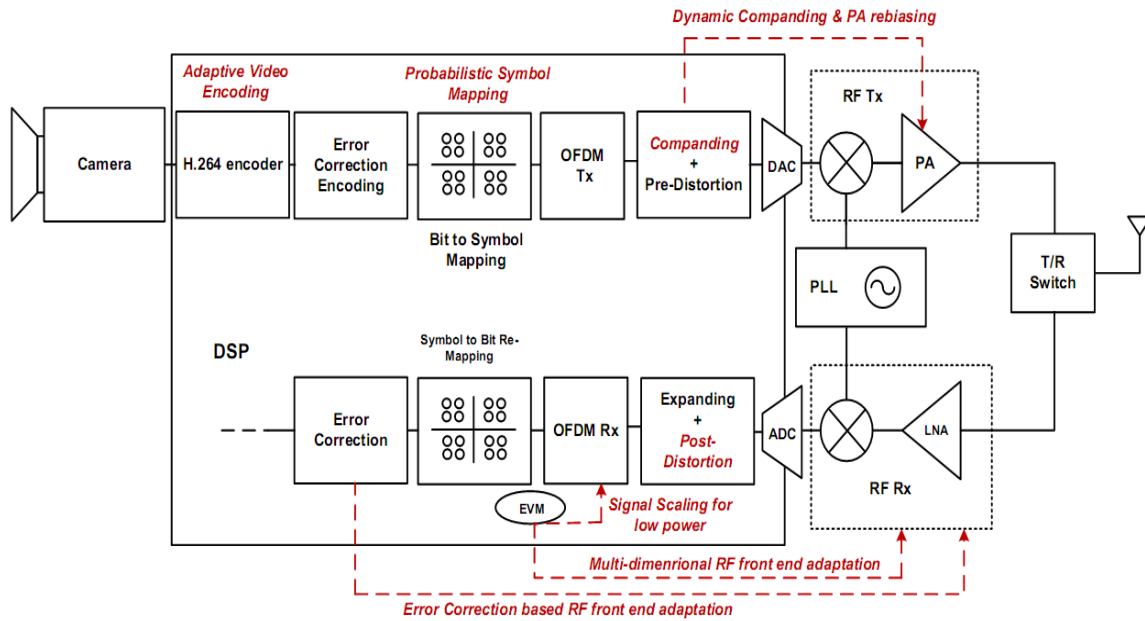 Dynamic Companding & PA rebiasing
Adaptive Video
Encoding
Probabilistic Symbol
Mapping
RF Tx
Camera
H.264 encoder
Error
Correction
Encoding
OFDM
Tx
Companding
+
Pre-Distortion
DAC
PA
Bit to Symbol
Mapping
PLL
T/R
Switch
DSP
Symbol to Bit Re-
Mapping
Error
Correction
OFDM Rx
Expanding
+
Post-
Distortion
ADC
LNA
RF Rx
EVM
Signal Scaling for
low power
Multi-dimenrional RF front end adaptation
Error Correction based RF front end adaptation